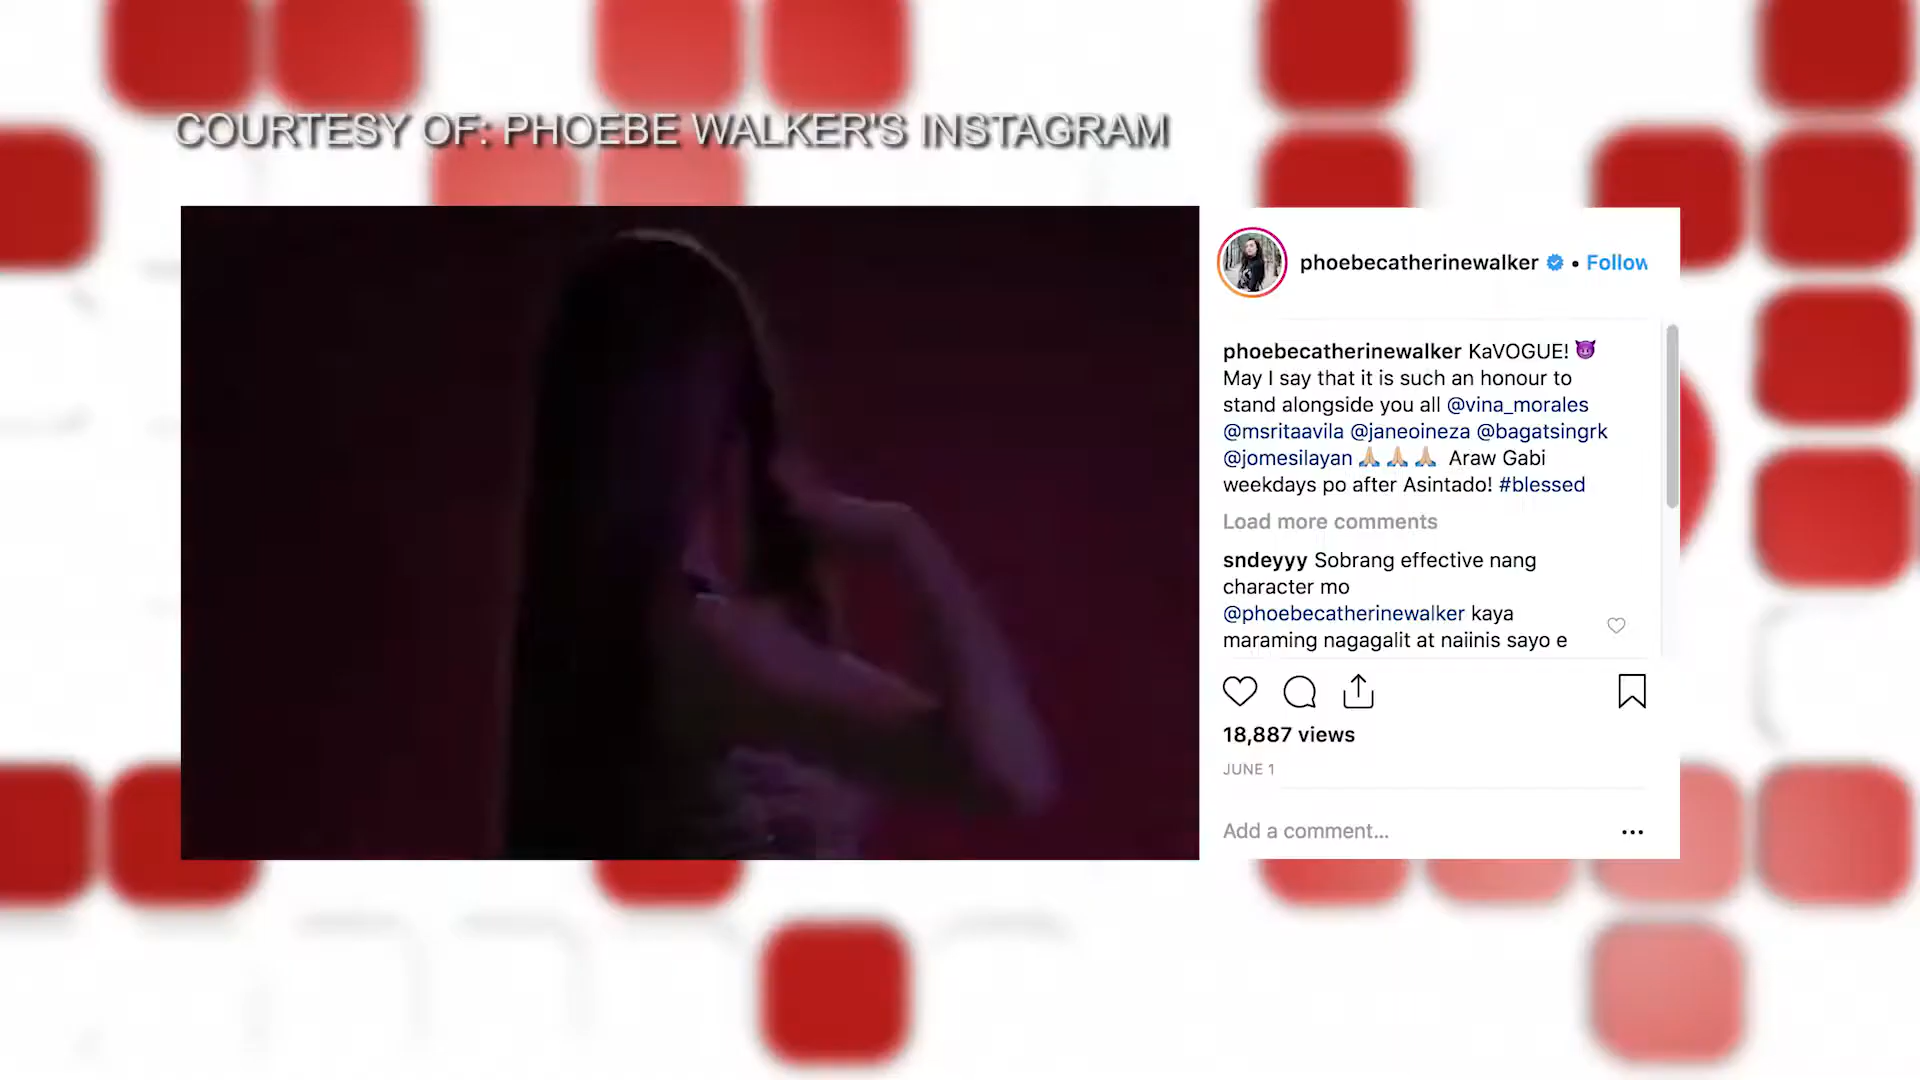 COURTESY OF: PHOEBE WALKER'S INSTAGRAM
phoebecatherinewalker • Follow
phoebecatherinewalker KaVOGUE! 😈
May I say that it is such an honour to
stand alongside you all @vina_morales
@msritaavila @janeoineza @bagatsingrk
@jomesilayan 🙏🏼 🙏🏼 🙏🏼 Araw Gabi
weekdays po after Asintado! #blessed
Load more comments
sndeyyy Sobrang effective nang
character mo
@phoebecatherinewalker kaya
maraming nagagalit at naiinis sayo e
18,887 views
JUNE 1
Add a comment...